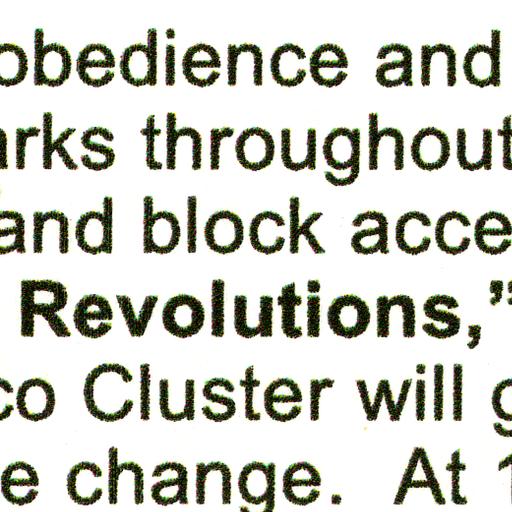 obedience and
arks throughout
and block acce
Revolutions,”
co Cluster will g
e change. At 1